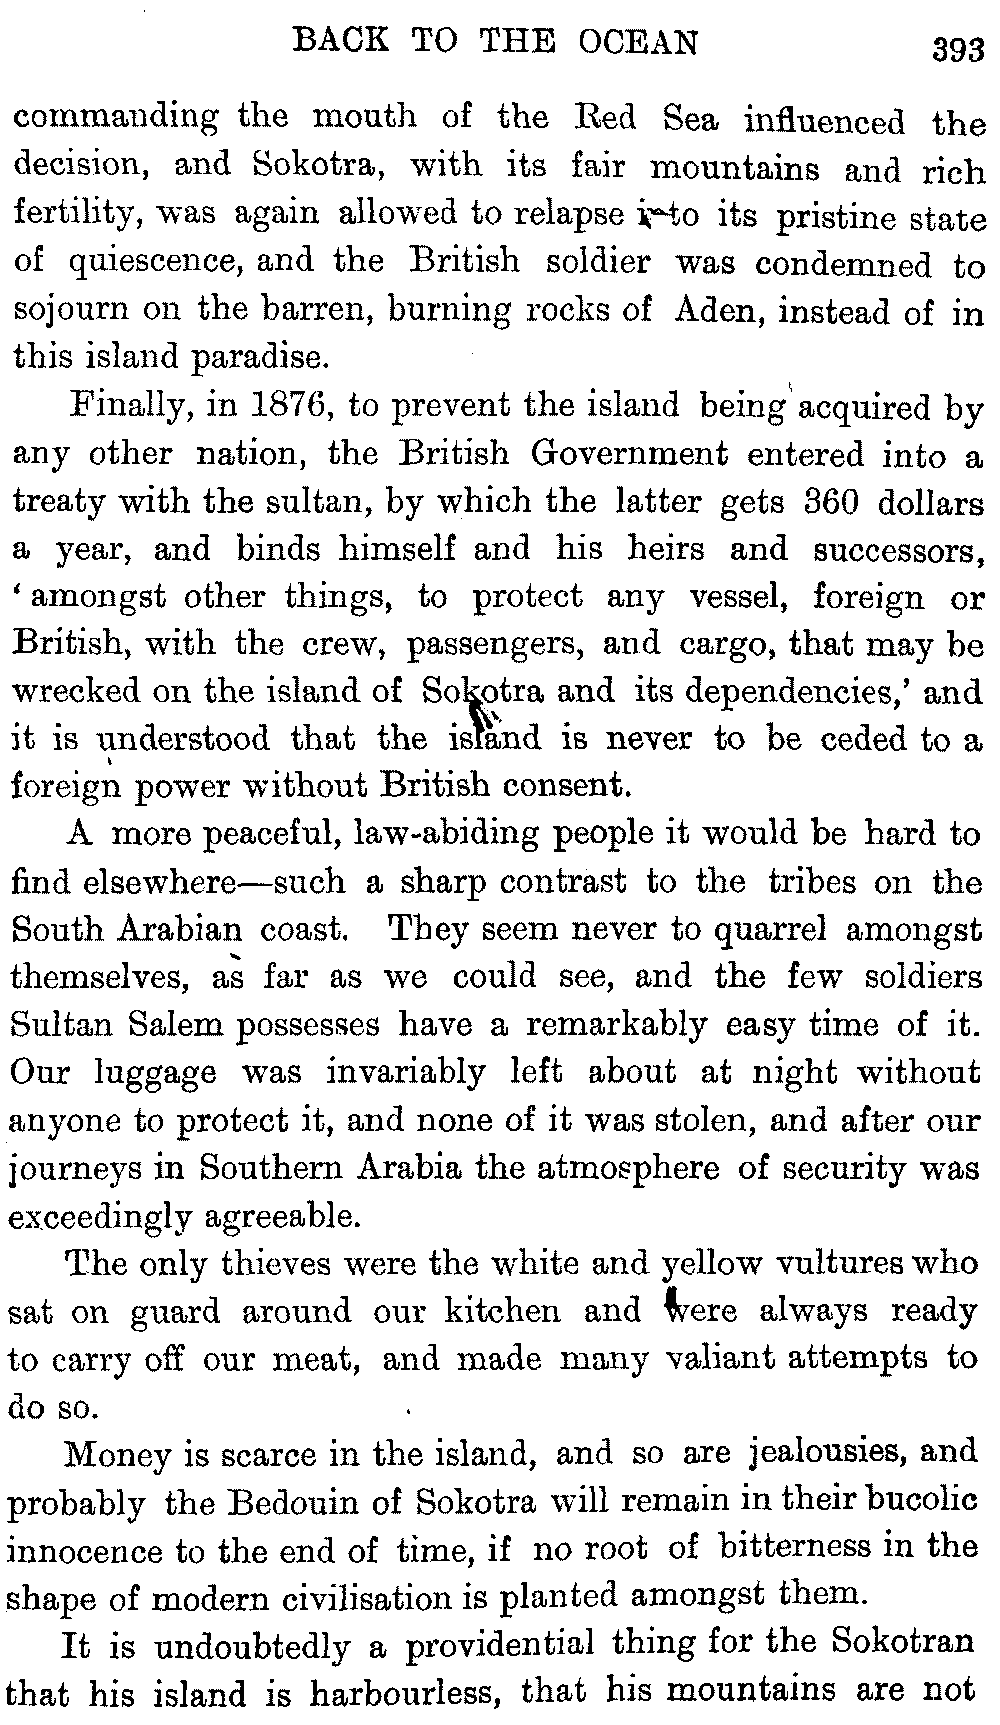 BACK TO THE OCEAN 393
commanding the mouth of the Red Sea influenced the
decision, and Sokotra, with its fair mountains and rich
fertility, was again allowed to relapse into its pristine state
of quiescence, and the British soldier was condemned to
sojourn on the barren, burning rocks of Aden, instead of in
this island paradise.
Finally, in 1876, to prevent the island being acquired by
any other nation, the British Government entered into a
treaty with the sultan, by which the latter gets 360 dollars
a year, and binds himself and his heirs and successors,
‘amongst other things, to protect any vessel, foreign or
British, with the crew, passengers, and cargo, that may be
wrecked on the island of Sokotra and its dependencies,’ and
it is understood that the island is never to be ceded to a
foreign power without British consent.
A more peaceful, law-abiding people it would be hard to
find elsewhere—such a sharp contrast to the tribes on the
South Arabian coast. They seem never to quarrel amongst
themselves, as far as we could see, and the few soldiers
Sultan Salem possesses have a remarkably easy time of it.
Our luggage was invariably left about at night without
anyone to protect it, and none of it was stolen, and after our
journeys in Southern Arabia the atmosphere of security was
exceedingly agreeable.
The only thieves were the white and yellow vultures who
sat on guard around our kitchen and were always ready
to carry off our meat, and made many valiant attempts to
do so.
Money is scarce in the island, and so are jealousies, and
probably the Bedouin of Sokotra will remain in their bucolic
innocence to the end of time, if no root of bitterness in the
shape of modern civilisation is planted amongst them.
It is undoubtedly a providential thing for the Sokotran
that his island is harbourless, that his mountains are not